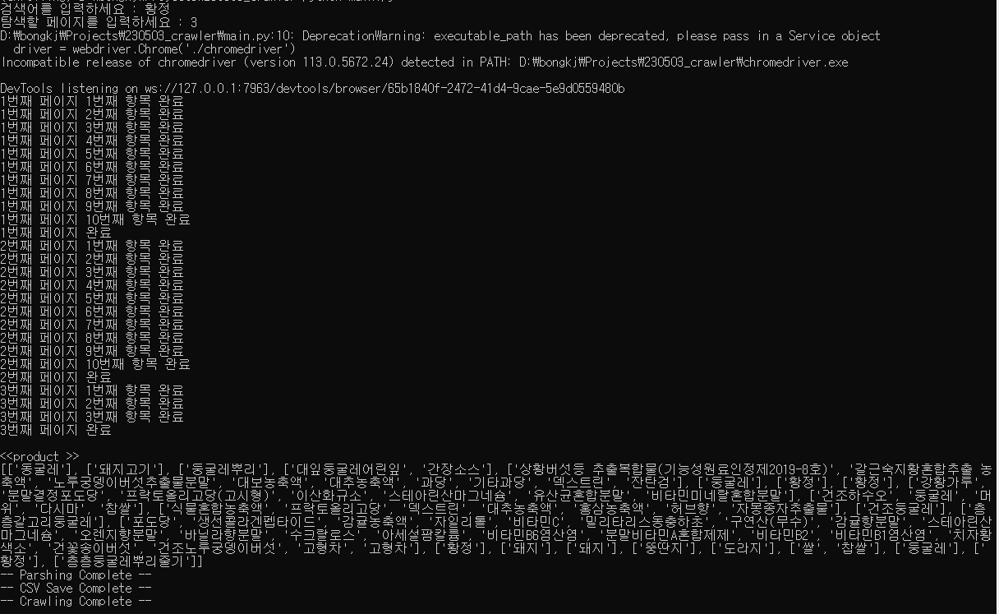 검색어를 입력하세요 : 황정
탐색할 페이지를 입력하세요 : 3
D:\bongkj\Projects\230503_crawler\main.py:10: DeprecationWarning: executable_path has been deprecated, please pass in a Service object
  driver = webdriver.Chrome('./chromedriver')
Incompatible release of chromedriver (version 113.0.5672.24) detected in PATH: D:\bongkj\Projects\230503_crawler\chromedriver.exe
DevTools listening on ws://127.0.0.1:7963/devtools/browser/65b1840f-2472-41d4-9cae-5e9d0559480b
1번째 페이지 1번째 항목 완료
1번째 페이지 2번째 항목 완료
1번째 페이지 3번째 항목 완료
1번째 페이지 4번째 항목 완료
1번째 페이지 5번째 항목 완료
1번째 페이지 6번째 항목 완료
1번째 페이지 7번째 항목 완료
1번째 페이지 8번째 항목 완료
1번째 페이지 9번째 항목 완료
1번째 페이지 10번째 항목 완료
1번째 페이지 완료
2번째 페이지 1번째 항목 완료
2번째 페이지 2번째 항목 완료
2번째 페이지 3번째 항목 완료
2번째 페이지 4번째 항목 완료
2번째 페이지 5번째 항목 완료
2번째 페이지 6번째 항목 완료
2번째 페이지 7번째 항목 완료
2번째 페이지 8번째 항목 완료
2번째 페이지 9번째 항목 완료
2번째 페이지 10번째 항목 완료
2번째 페이지 완료
3번째 페이지 1번째 항목 완료
3번째 페이지 2번째 항목 완료
3번째 페이지 3번째 항목 완료
3번째 페이지 완료
<<product >>
[['둥굴레'], ['돼지고기'], ['둥굴레뿌리'], ['대잎둥굴레어린잎', '간장소스'], ['상황버섯등 추출복합물(기능성원료인정제2019-8호)', '갈근숙지황혼합추출 농
축액', '노루궁뎅이버섯추출물분말', '대보농축액', '대추농축액', '과당', '기타과당', '덱스트린', '잔탄검'], ['둥굴레'], ['황정'], ['황정'], ['강황가루',
'분말결정포도당', '프락토올리고당(고시형)', '이산화규소', '스테아린산마그네슘', '유산균혼합분말', '비타민미네랄혼합분말'], ['건조하수오', '둥굴레', '머
위', '다시마', '찹쌀'], ['식물혼합농축액', '프락토올리고당', '덱스트린', '대추농축액', '홍삼농축액', '허브향', '자몽종자추출물'], ['건조둥굴레'], ['층
층갈고리둥굴레'], ['포도당', '생선콜라겐펩타이드', '감귤농축액', '자일리톨', '비타민C', '밀리타리스동충하초', '구연산(무수)', '감귤향분말', '스테아린산
마그네슘', '오렌지향분말', '바닐라향분말', '수크랄로스', '아세설팜칼륨', '비타민B6염산염', '분말비타민A혼합제제', '비타민B2', '비타민B1염산염', '치자황
색소', '건꽃송이버섯', '건조노루궁뎅이버섯', '고형차', '고형차'], ['황정'], ['돼지'], ['돼지'], ['뚱딴지'], ['도라지'], ['쌀', '찹쌀'], ['둥굴레'], ['
황정'], ['층층둥굴레뿌리줄기']]
-- Parshing Complete --
-- CSV Save Complete --
-- Crawling Complete --